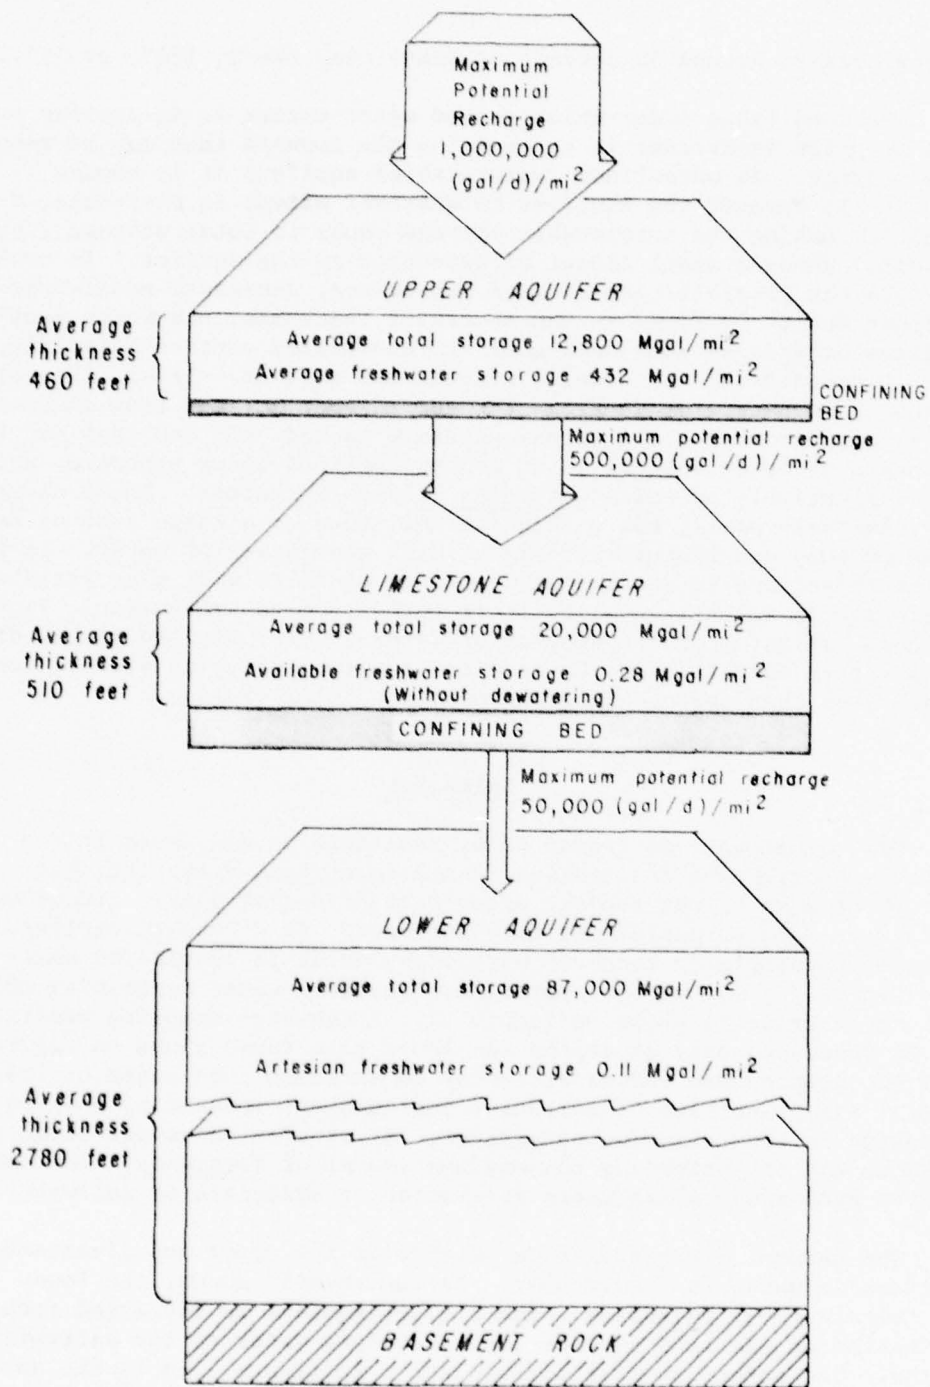 Maximum
Potential
Recharge
1,000,000
(gal/d)/mi²
UPPER AQUIFER
Average
thickness
460 feet
Average total storage 12,800 Mgal/mi²
Average freshwater storage 432 Mgal/mi²
CONFINING
BED
Maximum potential recharge
500,000 (gal/d)/mi²
LIMESTONE AQUIFER
Average
thickness
510 feet
Average total storage 20,000 Mgal/mi²
Available freshwater storage 0.28 Mgal/mi²
(Without dewatering)
CONFINING BED
Maximum potential recharge
50,000 (gal/d)/mi²
LOWER AQUIFER
Average total storage 87,000 Mgal/mi²
Artesian freshwater storage 0.11 Mgal/mi²
Average
thickness
2780 feet
BASEMENT ROCK